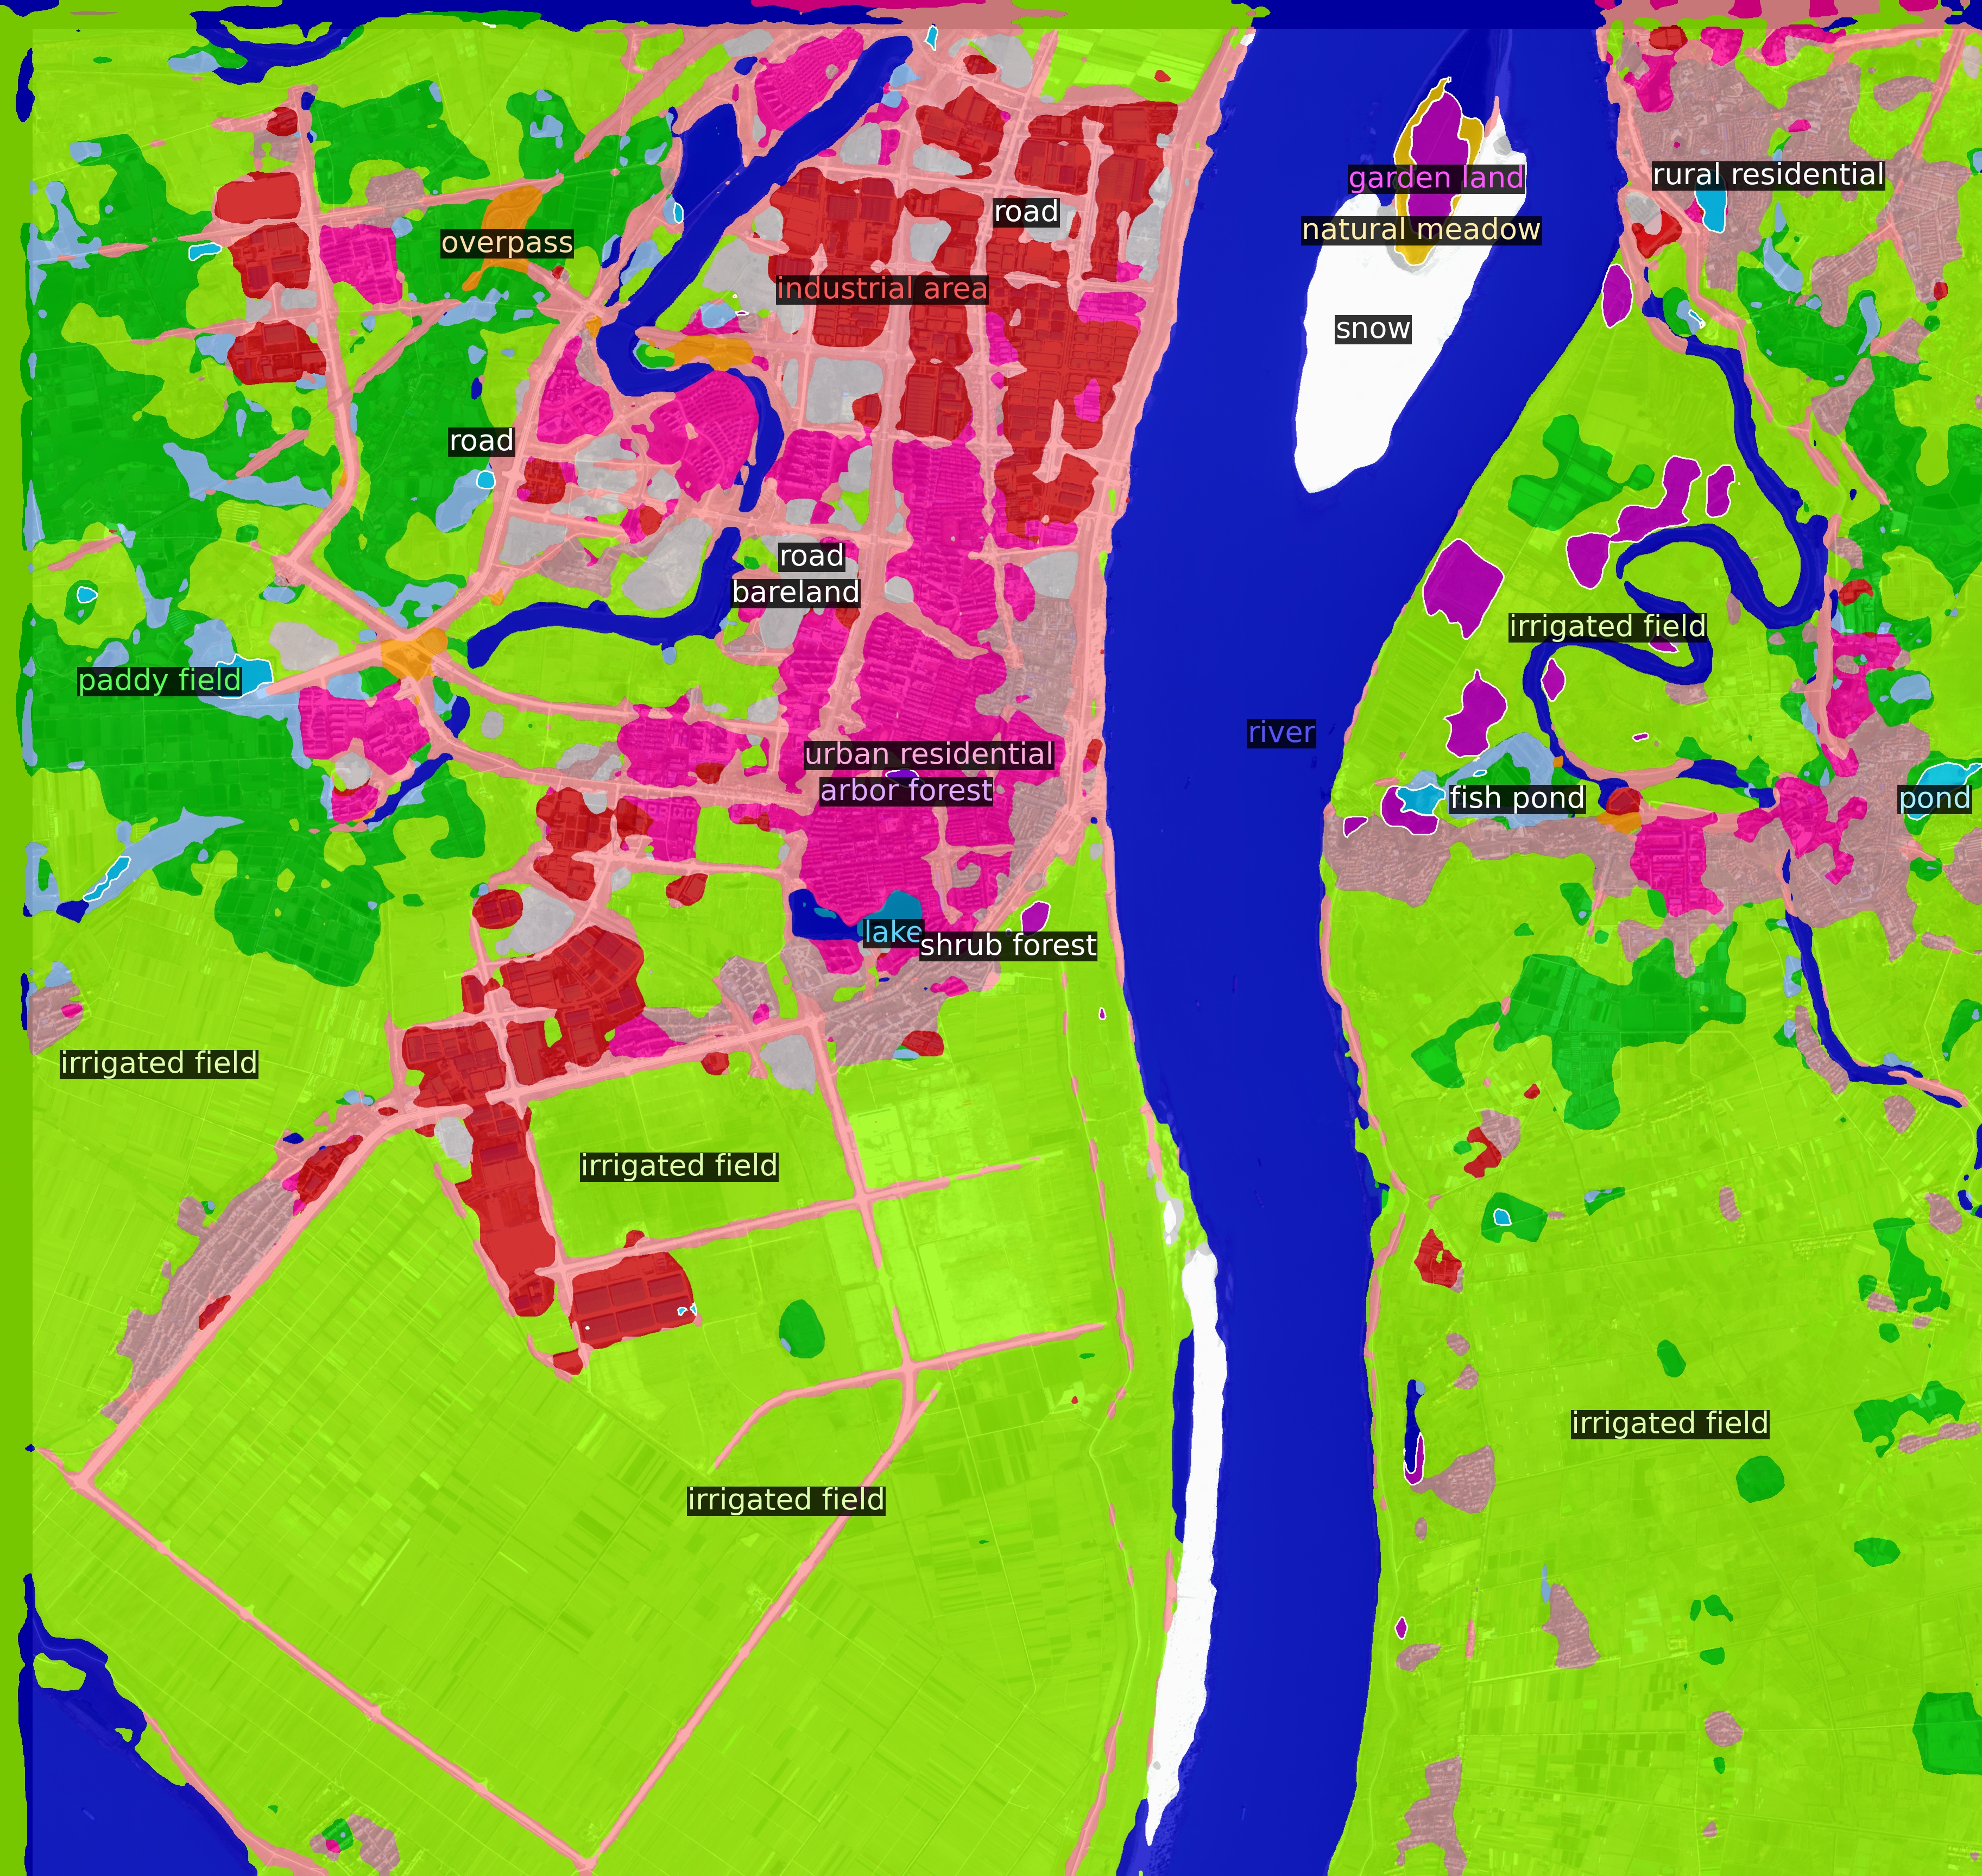 rural residential
garden land
road
natural meadow
overpass
industrial area
snow
road
road
bareland
irrigated field
paddy field
river
urban residential
arbor forest
fish pond
pond
lake
shrub forest
irrigated field
irrigated field
irrigated field
irrigated field